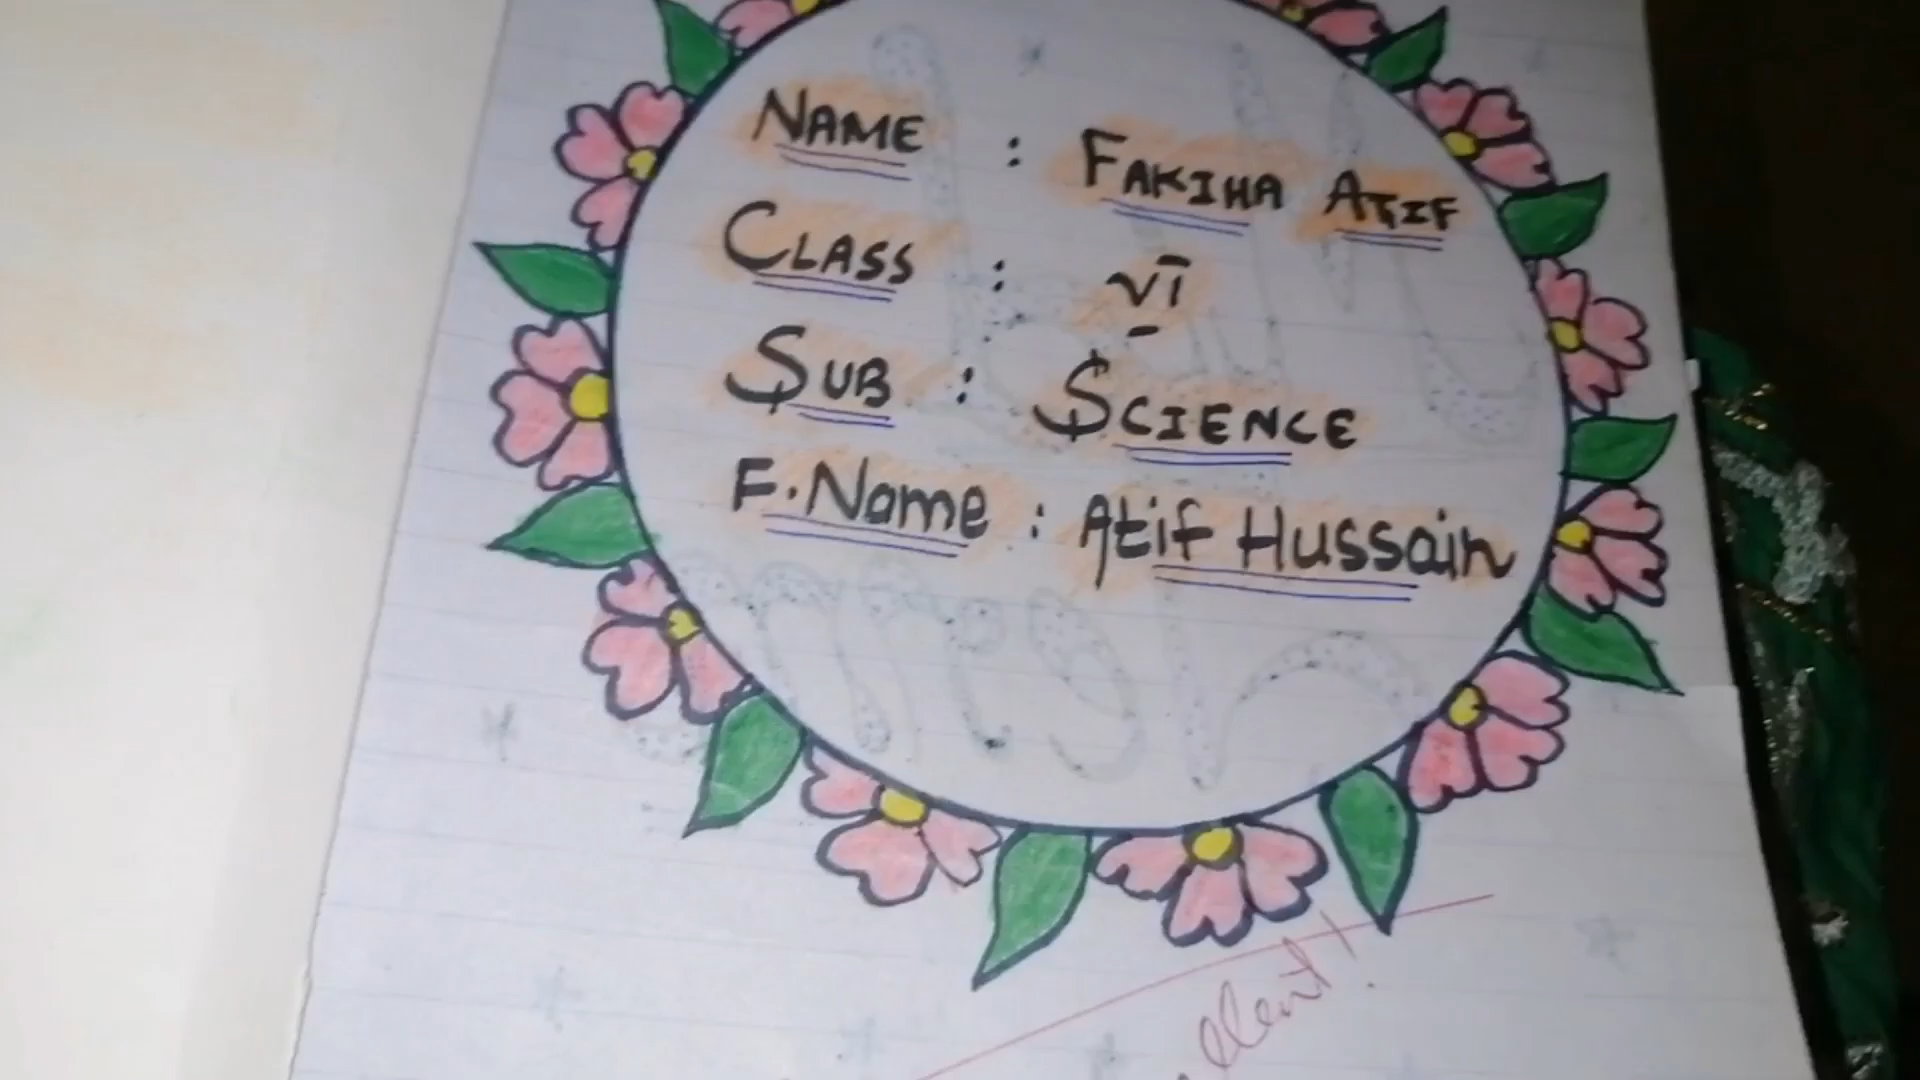 NAME : FAKIHA ATIF
CLASS : VI
SUB : SCIENCE
F. Name : Atif Hussain